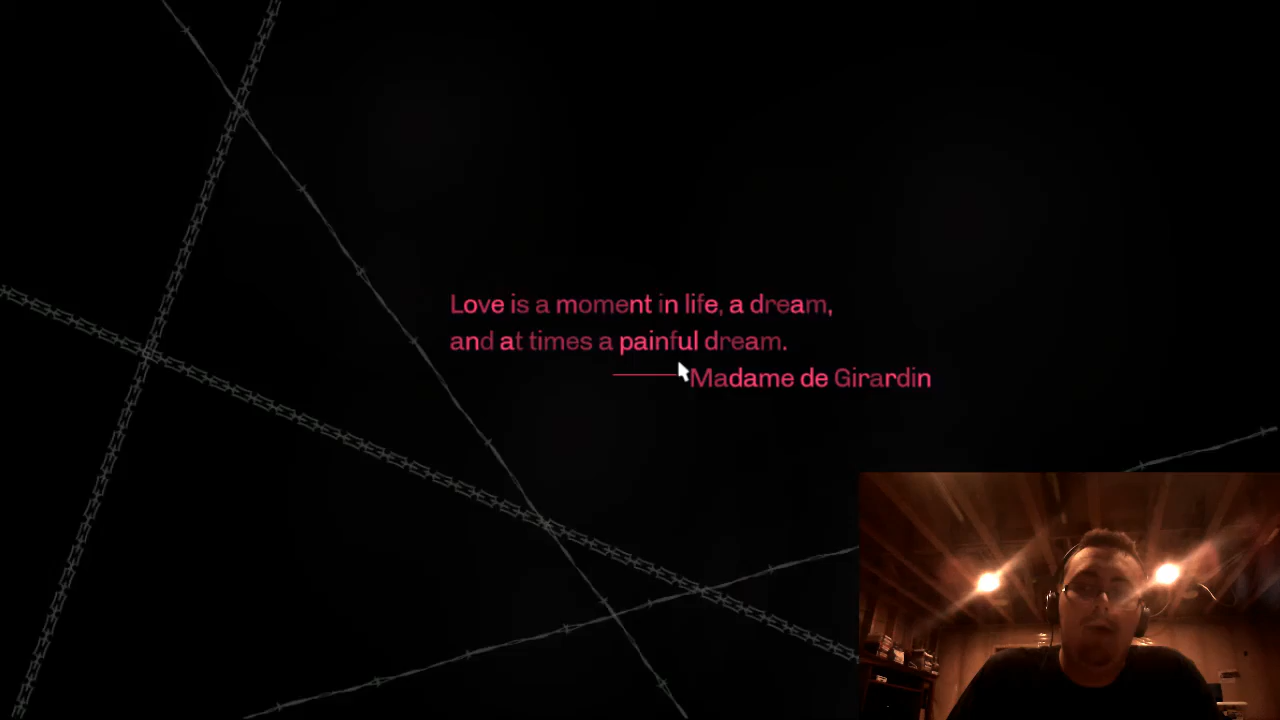 Love is a moment in life, a dream,
and at times a painful dream.
Madame de Girardin